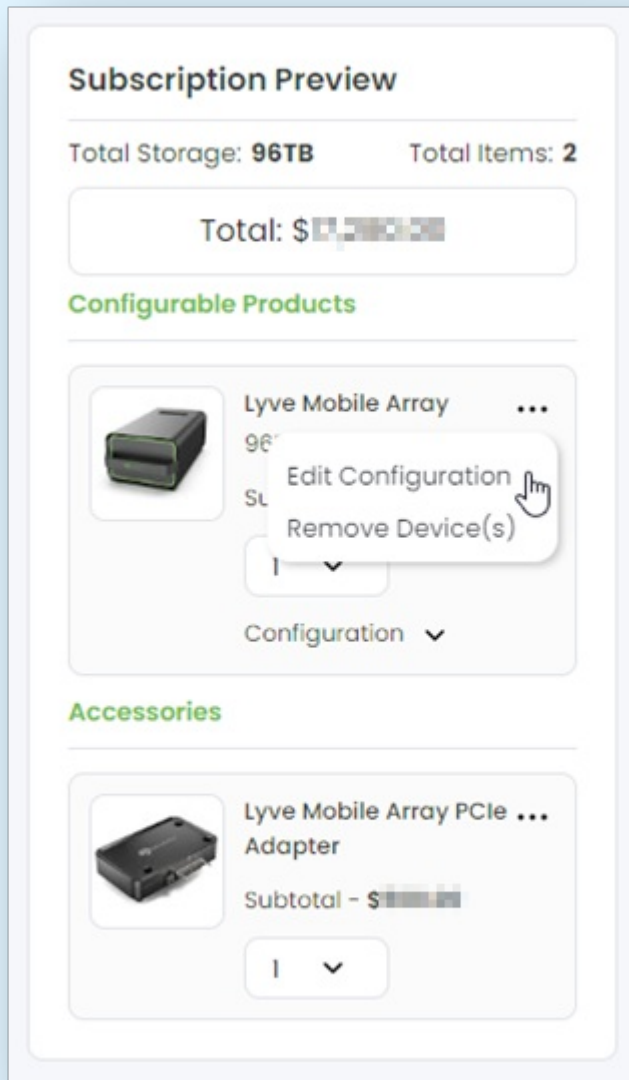 Subscription Preview
Total Storage: 96TB Total Items: 2
Total: $
Configurable Products
Lyve Mobile Array
Edit Configuration
Remove Device(s)
1
Configuration
Accessories
Lyve Mobile Array PCIe
Adapter
Subtotal - $
1